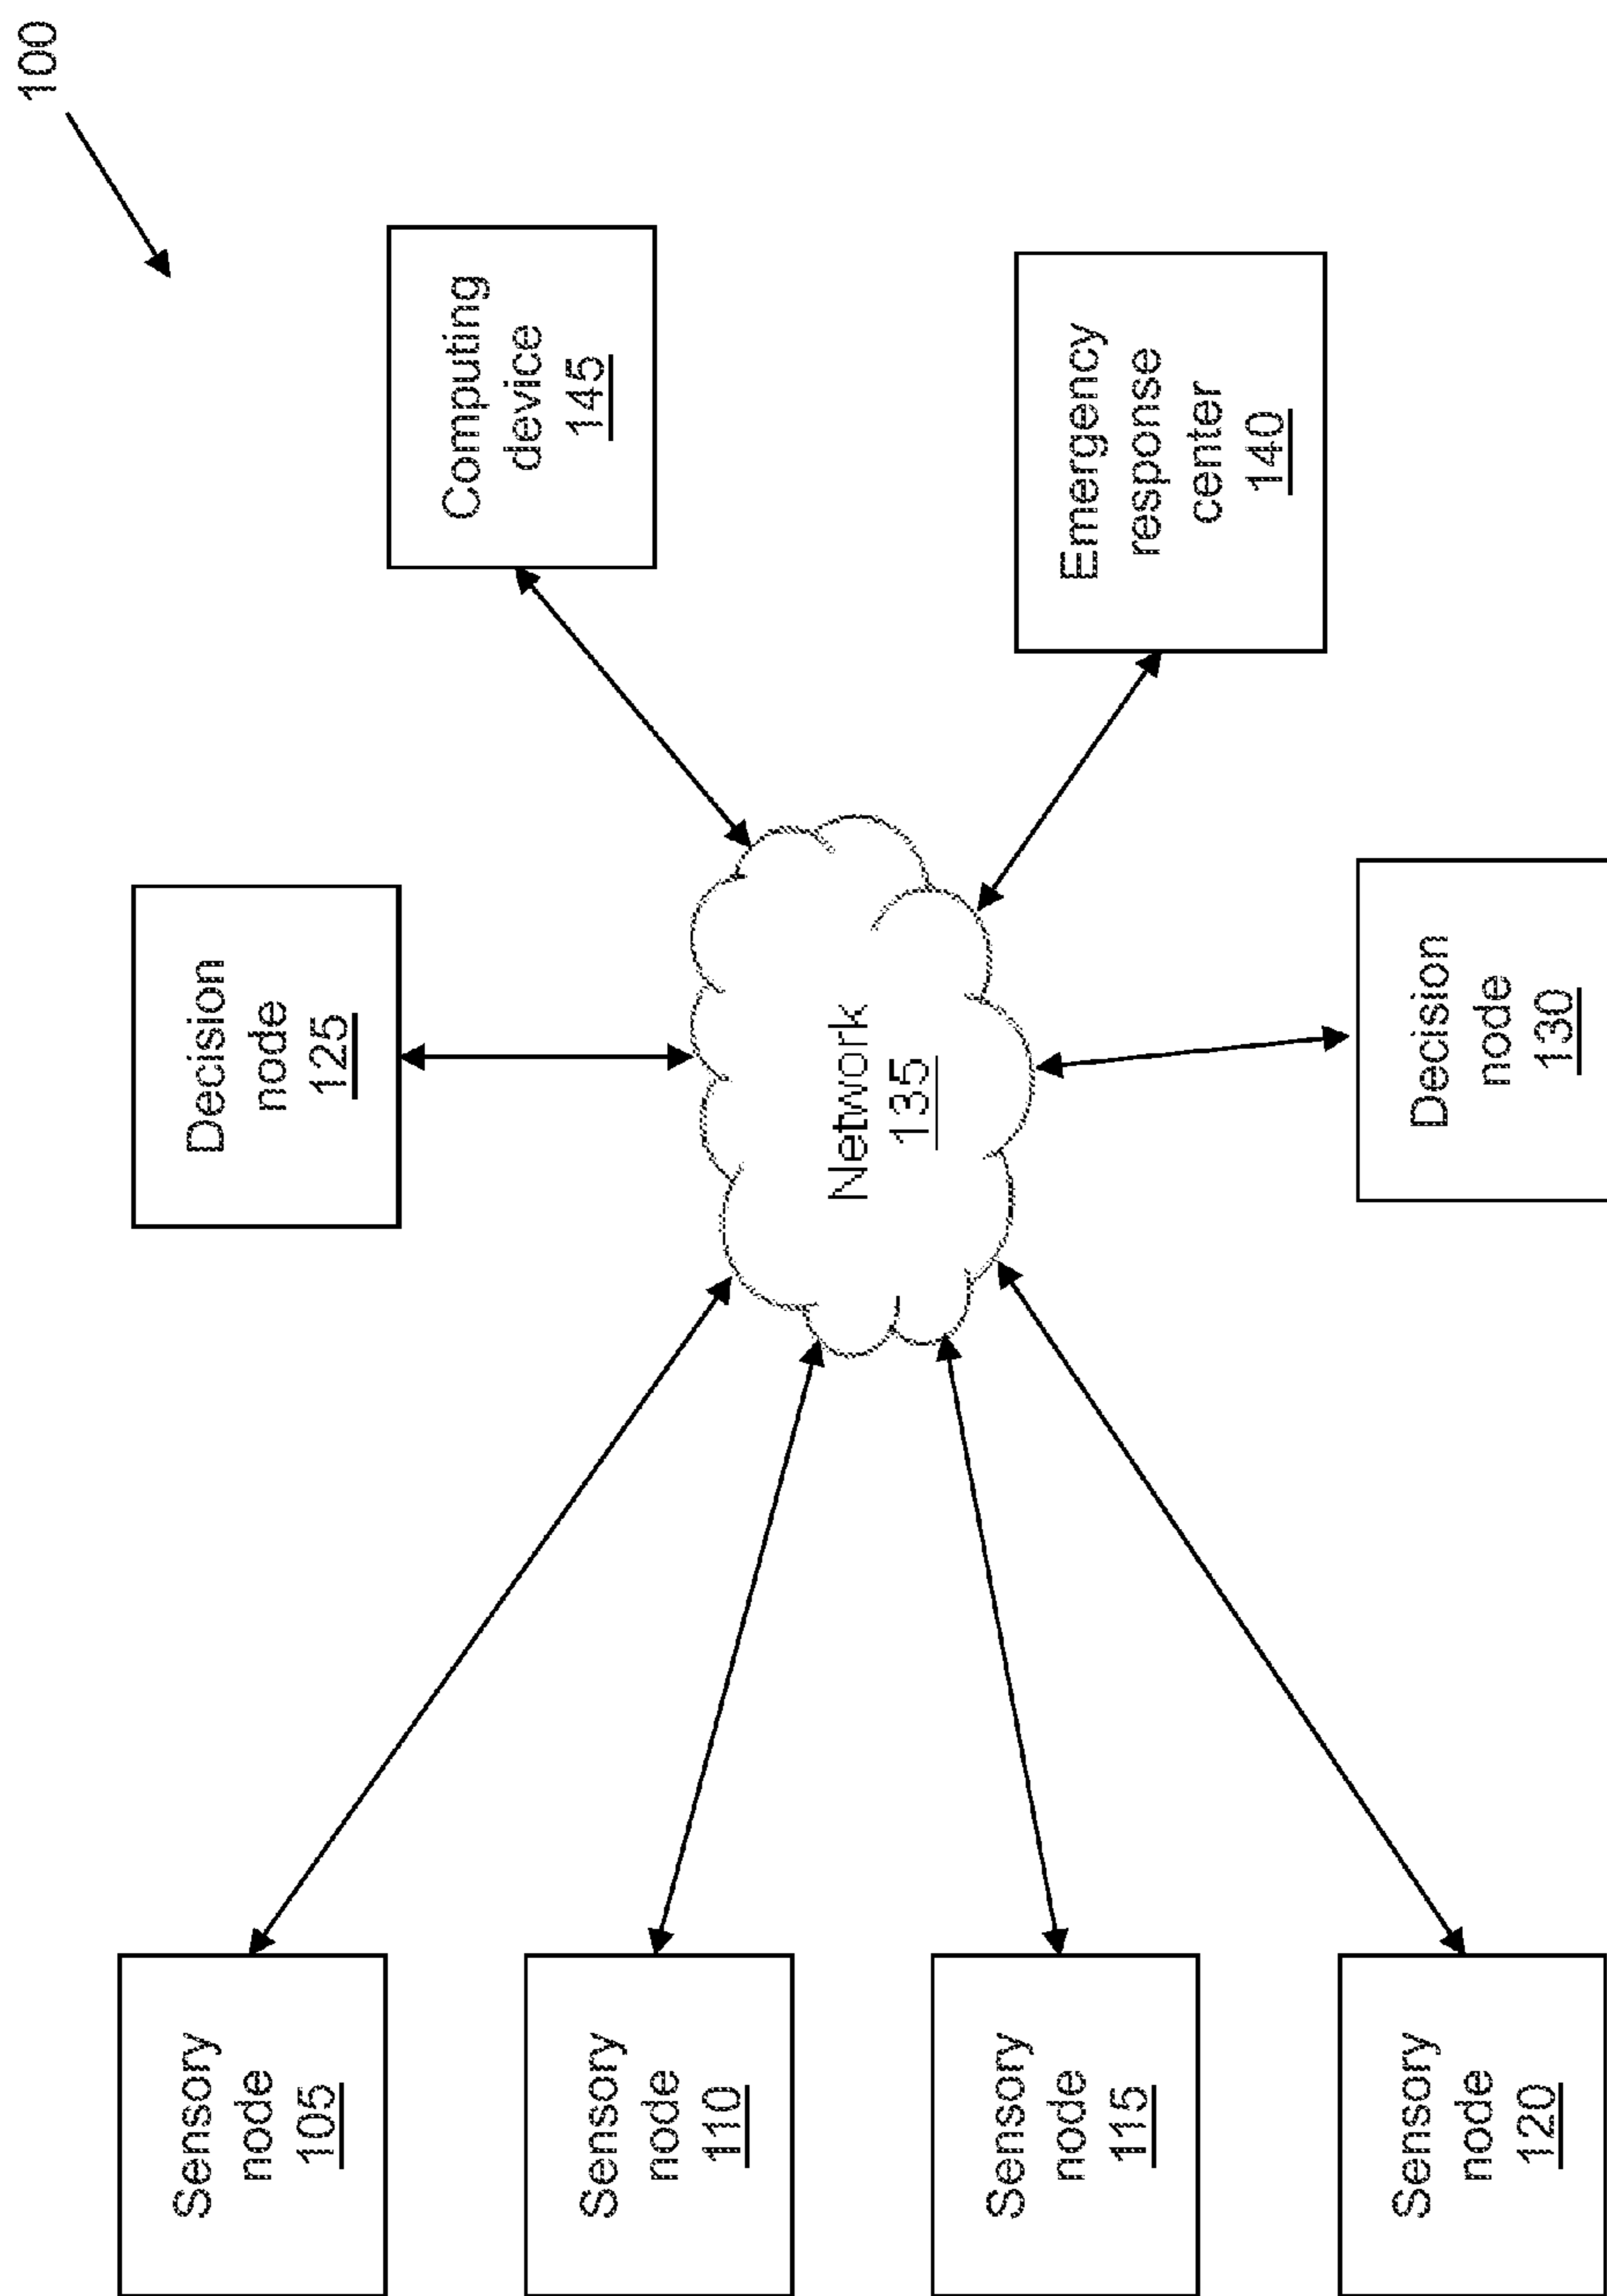 100
Sensory
node
105
Sensory
node
110
Sensory
node
115
Sensory
node
120
Decision
node
125
Network
135
Decision
node
130
Computing
device
145
Emergency
response
center
140